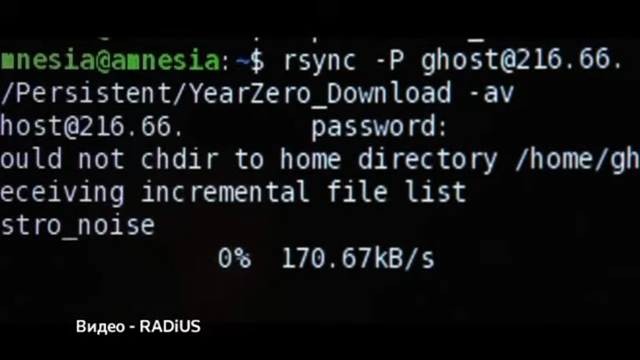 mnesia@amnesia:~$ rsync -P ghost@216.66.
/Persistent/YearZero_Download -av
host@216.66. password:
ould not chdir to home directory /home/gh
eceiving incremental file list
stro_noise
0% 170.67kB/s
Видео - RADiUS